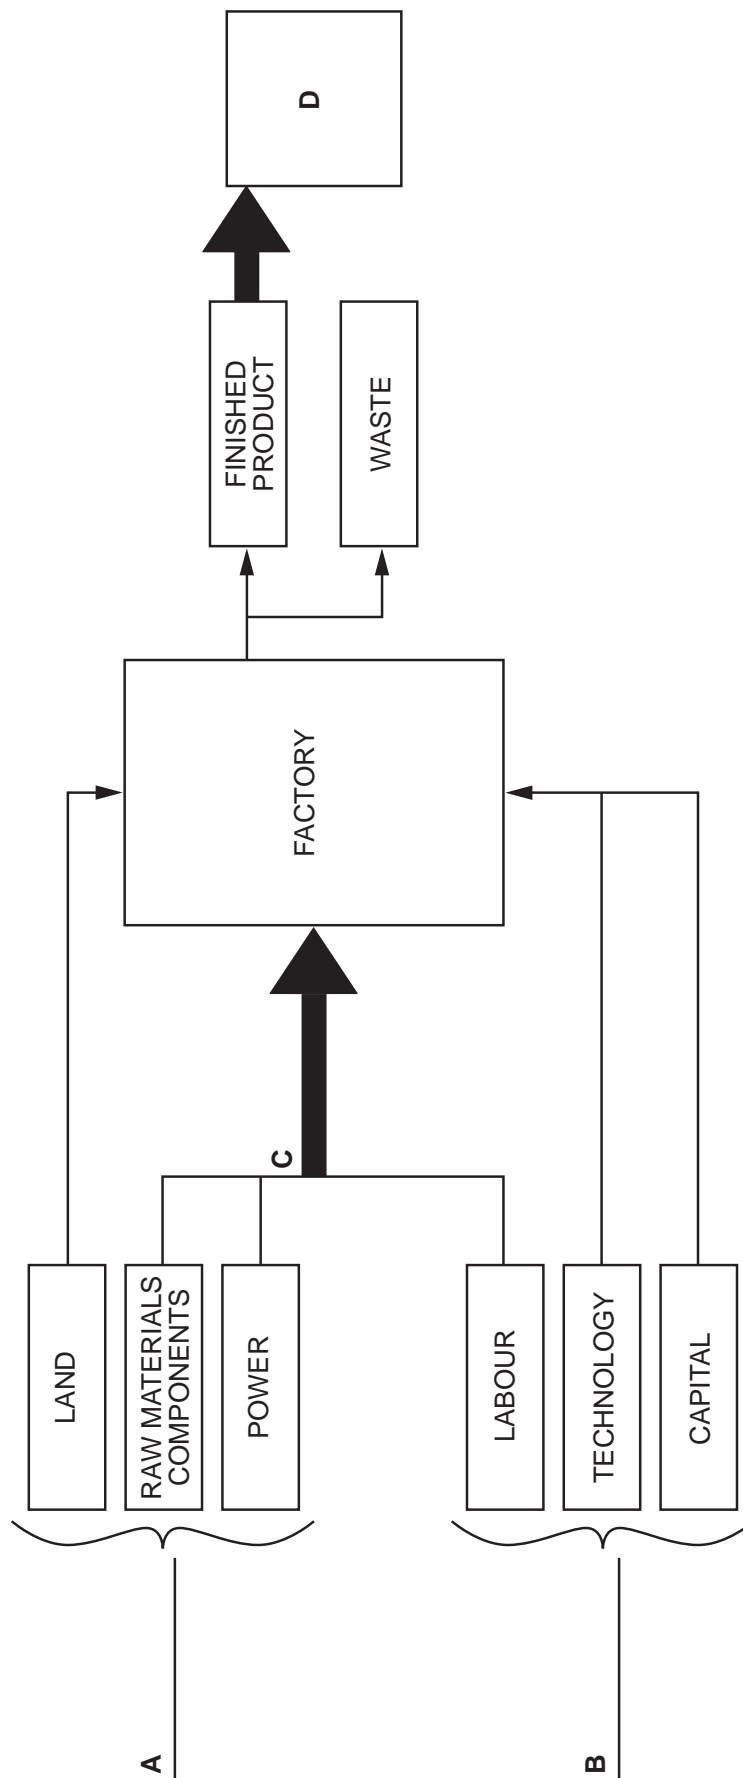 A
B
LAND
RAW MATERIALS
COMPONENTS
POWER
LABOUR
TECHNOLOGY
CAPITAL
C
FACTORY
FINISHED
PRODUCT
WASTE
D